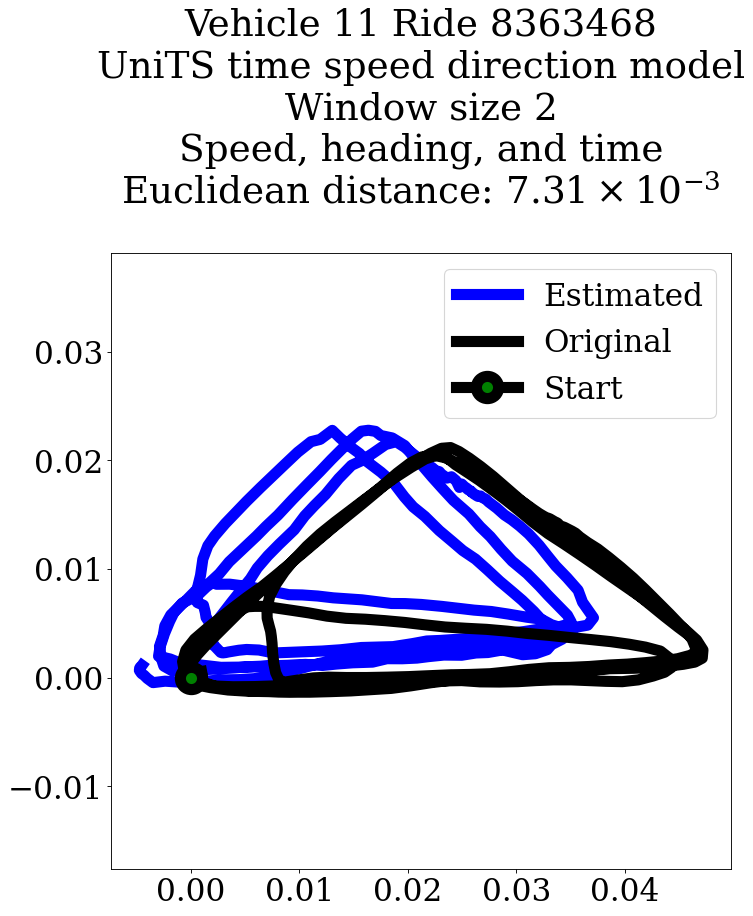 Vehicle 11 Ride 8363468
UniTS time speed direction model
Window size 2
Speed, heading, and time
Euclidean distance: 7.31 × 10⁻³
Estimated
Original
Start
0.03
0.02
0.01
0.00
−0.01
0.00 0.01 0.02 0.03 0.04